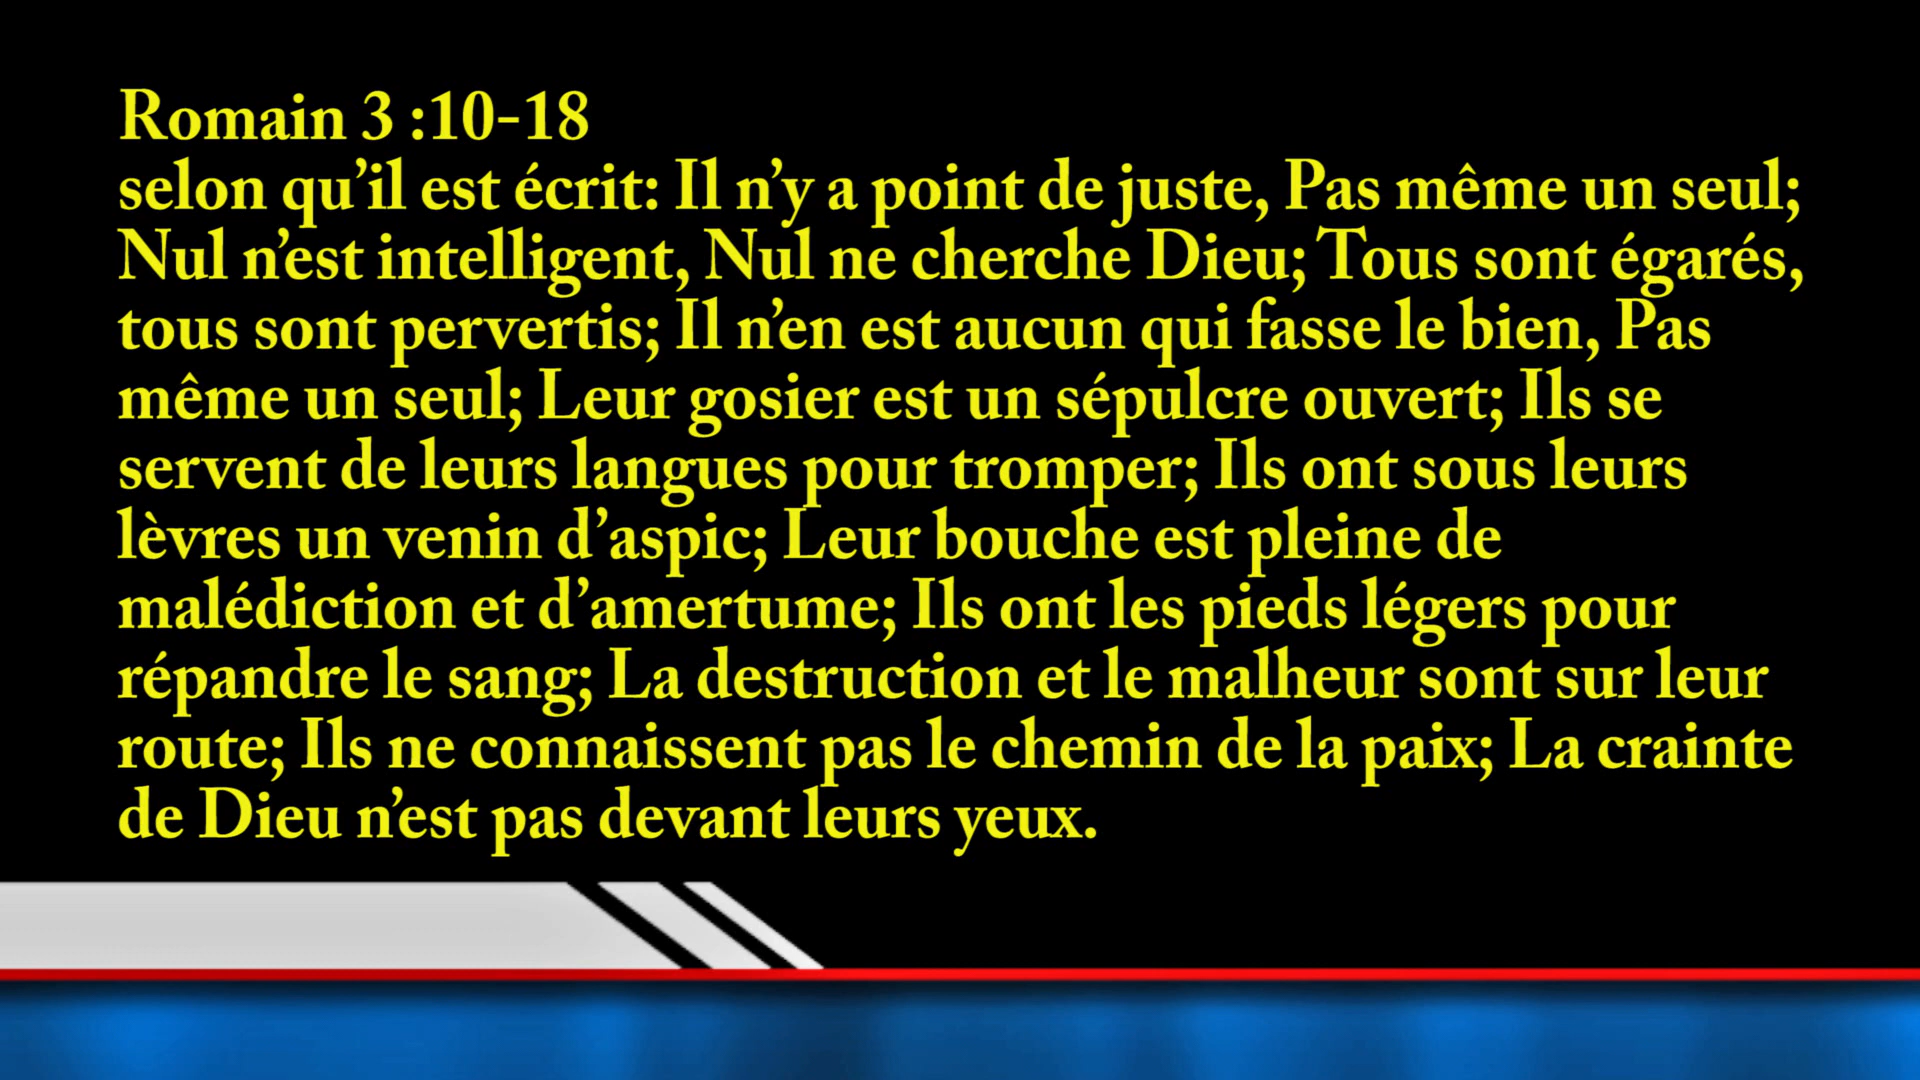 Romain 3 :10-18
selon qu’il est écrit: Il n’y a point de juste, Pas même un seul;
Nul n’est intelligent, Nul ne cherche Dieu; Tous sont égarés,
tous sont pervertis; Il n’en est aucun qui fasse le bien, Pas
même un seul; Leur gosier est un sépulcre ouvert; Ils se
servent de leurs langues pour tromper; Ils ont sous leurs
lèvres un venin d’aspic; Leur bouche est pleine de
malédiction et d’amertume; Ils ont les pieds légers pour
répandre le sang; La destruction et le malheur sont sur leur
route; Ils ne connaissent pas le chemin de la paix; La crainte
de Dieu n’est pas devant leurs yeux.